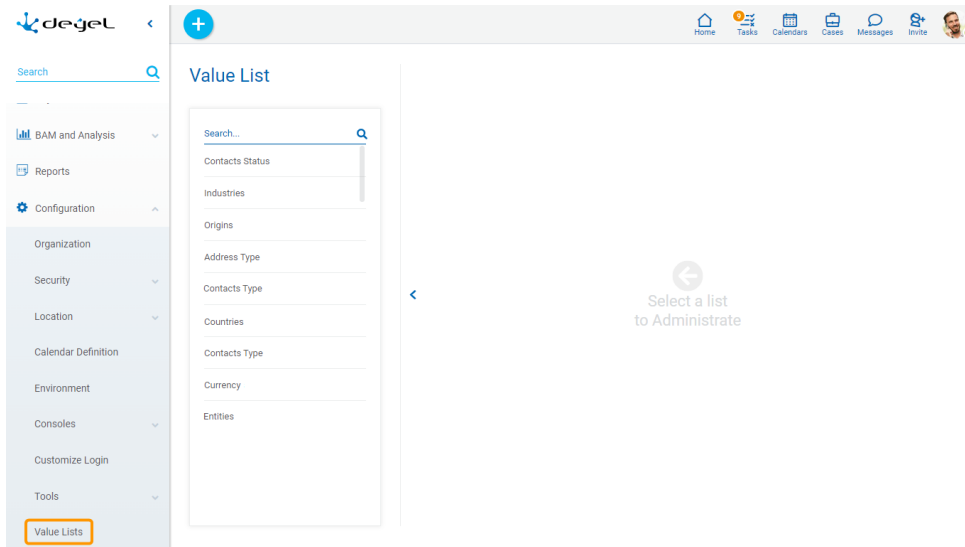 deyel
Search
BAM and Analysis
Reports
Configuration
Organization
Security
Location
Calendar Definition
Environment
Consoles
Customize Login
Tools
Value Lists
9
Home
Tasks
Calendars
Cases
Messages
Invite
Value List
Search...
Contacts Status
Industries
Origins
Address Type
Contacts Type
Countries
Contacts Type
Currency
Entities
Select a list
to Administrate